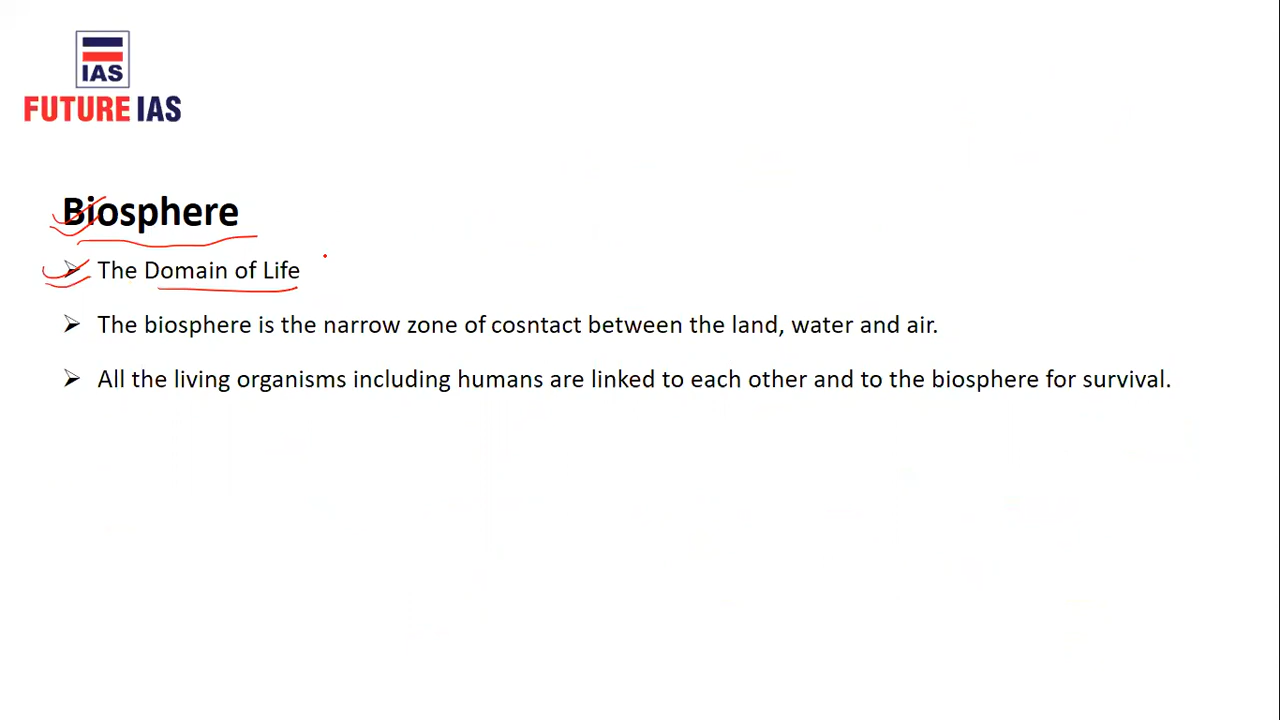 IAS
FUTURE IAS
Biosphere
The Domain of Life
The biosphere is the narrow zone of cosntact between the land, water and air.
All the living organisms including humans are linked to each other and to the biosphere for survival.